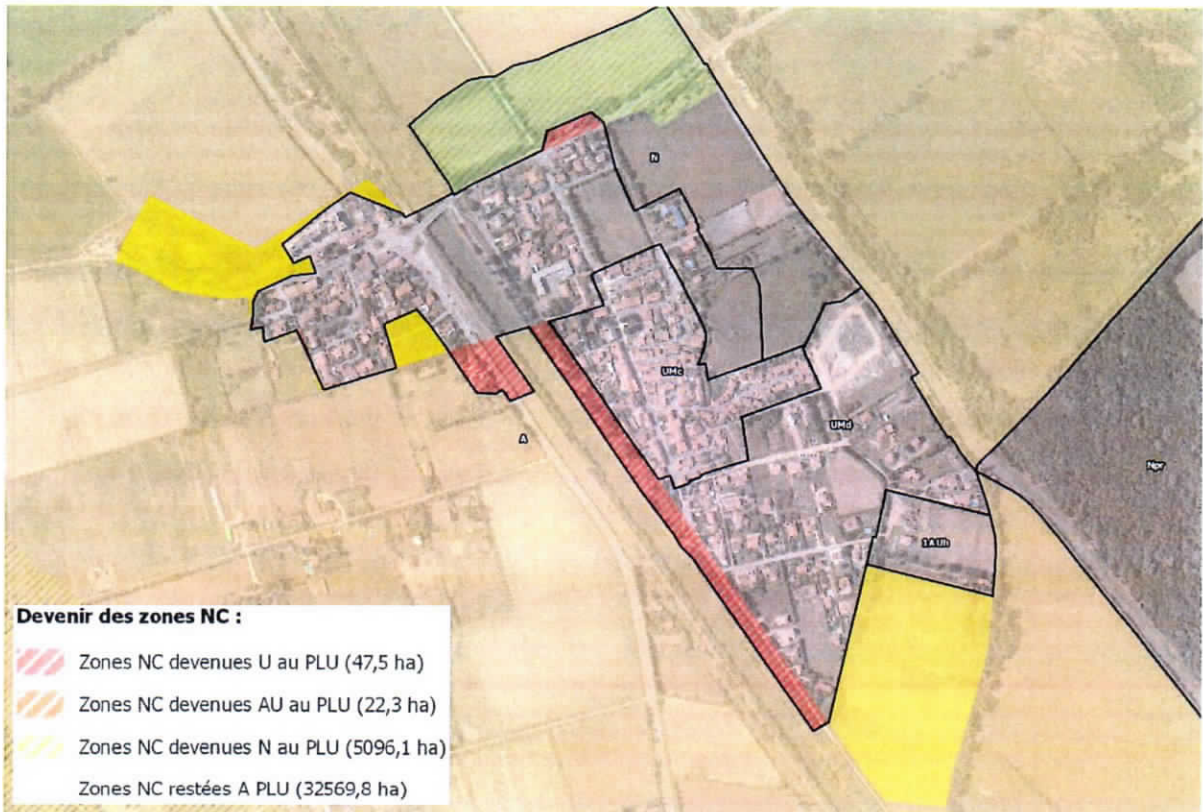 N
UMc
A
UMd
Npr
1AUh
Devenir des zones NC :
Zones NC devenues U au PLU (47,5 ha)
Zones NC devenues AU au PLU (22,3 ha)
Zones NC devenues N au PLU (5096,1 ha)
Zones NC restées A PLU (32569,8 ha)